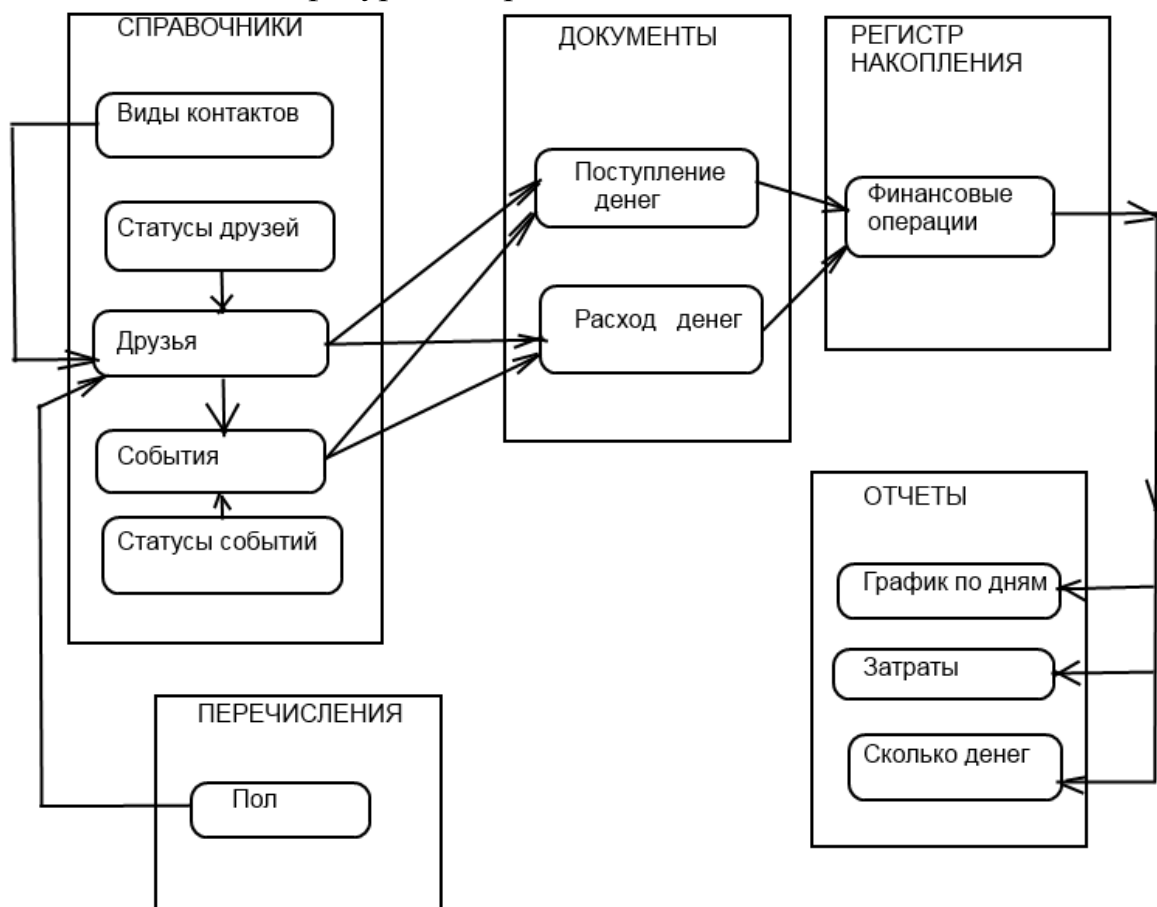 СПРАВОЧНИКИ
Виды контактов
Статусы друзей
Друзья
События
Статусы событий
ПЕРЕЧИСЛЕНИЯ
Пол
ДОКУМЕНТЫ
Поступление
денег
Расход денег
РЕГИСТР
НАКОПЛЕНИЯ
Финансовые
операции
ОТЧЕТЫ
График по дням
Затраты
Сколько денег